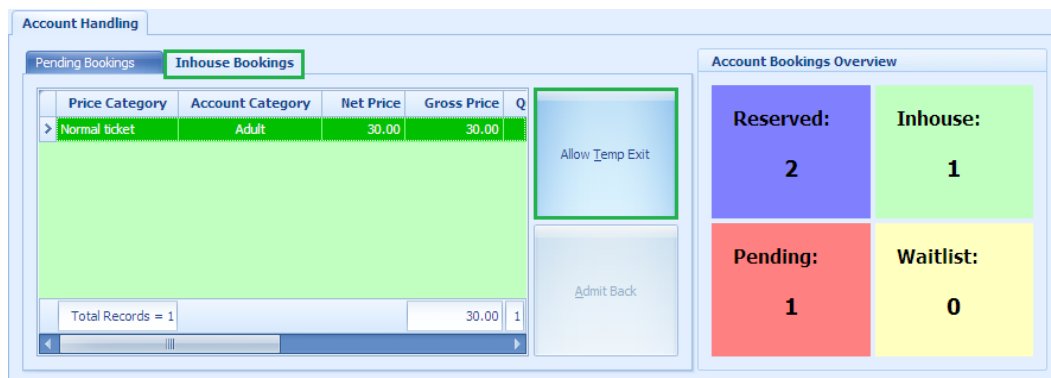 Account Handling
Pending Bookings Inhouse Bookings
Price Category Account Category Net Price Gross Price Q
Normal ticket Adult 30.00 30.00
Total Records = 1 30.00 1
Allow Temp Exit
Admit Back
Account Bookings Overview
Reserved: Inhouse:
2 1
Pending: Waitlist:
1 0